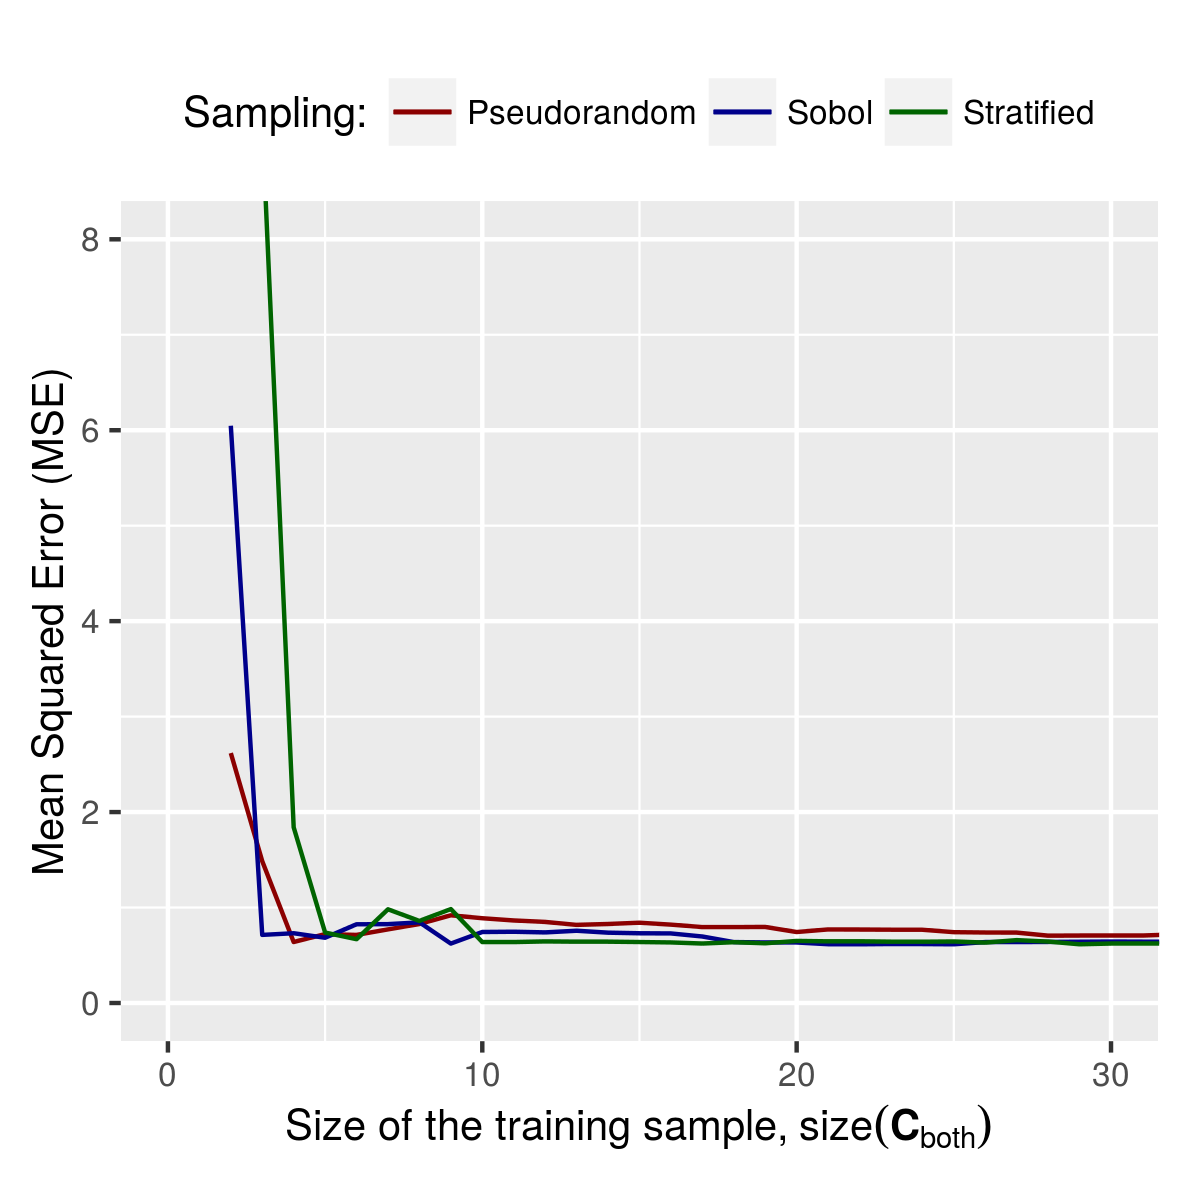 Sampling: Pseudorandom Sobol Stratified
Mean Squared Error (MSE)
8
6
4
2
0
0 10 20 30
Size of the training sample, size(C_both)